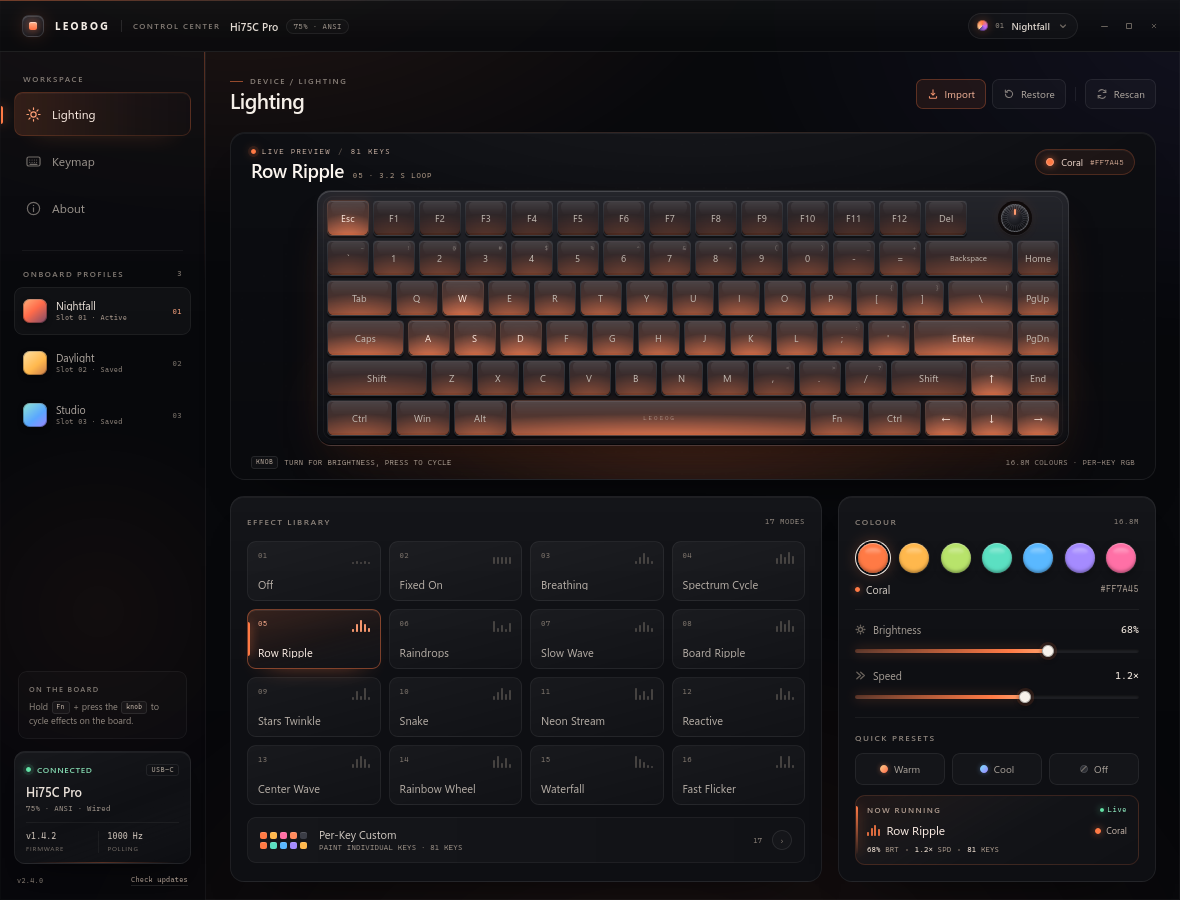 LEOBOG CONTROL CENTER Hi75C Pro 75% · ANSI 01 Nightfall
WORKSPACE
Lighting
Keymap
About
ONBOARD PROFILES 3
Nightfall 01
Slot 01 · Active
Daylight 02
Slot 02 · Saved
Studio 03
Slot 03 · Saved
ON THE BOARD
Hold Fn + press the knob to
cycle effects on the board.
CONNECTED USB-C
Hi75C Pro
75% · ANSI · Wired
v1.4.2 1000 Hz
FIRMWARE POLLING
v2.4.0 Check updates
DEVICE / LIGHTING
Lighting
Import Restore Rescan
LIVE PREVIEW / 81 KEYS
Row Ripple 05 · 3.2 S LOOP
Coral #FF7A45
Esc F1 F2 F3 F4 F5 F6 F7 F8 F9 F10 F11 F12 Del
` 1 2 3 4 5 6 7 8 9 0 - = Backspace Home
Tab Q W E R T Y U I O P [ ] \ PgUp
Caps A S D F G H J K L ; ' Enter PgDn
Shift Z X C V B N M , . / Shift ↑ End
Ctrl Win Alt LEOBOG Fn Ctrl ← ↓ →
KNOB TURN FOR BRIGHTNESS, PRESS TO CYCLE
16.8M COLOURS · PER-KEY RGB
EFFECT LIBRARY 17 MODES
01 Off
02 Fixed On
03 Breathing
04 Spectrum Cycle
05 Row Ripple
06 Raindrops
07 Slow Wave
08 Board Ripple
09 Stars Twinkle
10 Snake
11 Neon Stream
12 Reactive
13 Center Wave
14 Rainbow Wheel
15 Waterfall
16 Fast Flicker
Per-Key Custom 17 ›
PAINT INDIVIDUAL KEYS · 81 KEYS
COLOUR 16.8M
Coral #FF7A45
Brightness 68%
Speed 1.2×
QUICK PRESETS
Warm Cool Off
NOW RUNNING Live
Row Ripple Coral
68% BRT · 1.2× SPD · 81 KEYS